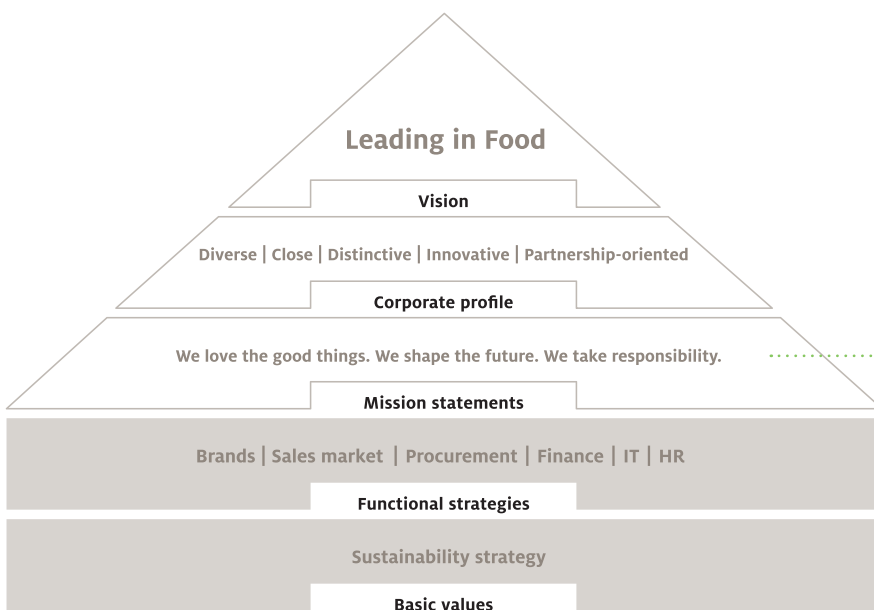 Leading in Food
Vision
Diverse | Close | Distinctive | Innovative | Partnership-oriented
Corporate profile
We love the good things. We shape the future. We take responsibility.
Mission statements
Brands | Sales market | Procurement | Finance | IT | HR
Functional strategies
Sustainability strategy
Basic values